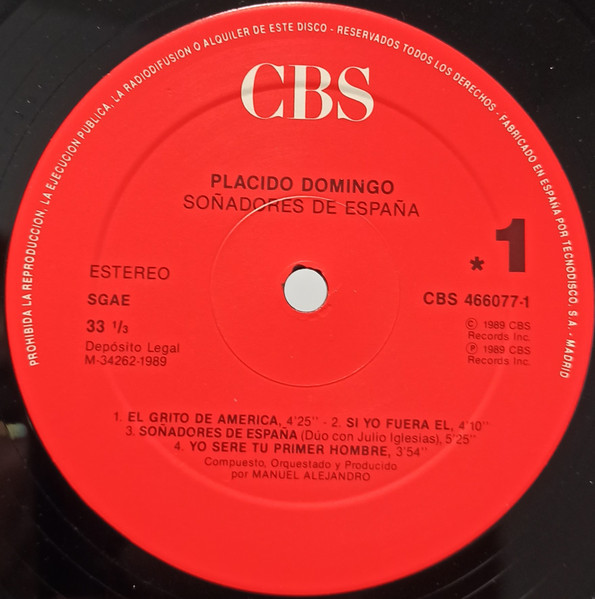 PROHIBIDA LA REPRODUCCION, LA EJECUCION PUBLICA, LA RADIODIFUSION O ALQUILER DE ESTE DISCO - RESERVADOS TODOS LOS DERECHOS - FABRICADO EN ESPAÑA POR TECNODISCO, S.A. - MADRID
CBS
PLACIDO DOMINGO
SOÑADORES DE ESPAÑA
* 1
ESTEREO
SGAE
33 1/3
Depósito Legal
M-34262-1989
CBS 466077-1
© 1989 CBS
Records Inc.
℗ 1989 CBS
Records Inc.
1. EL GRITO DE AMERICA, 4'25'' - 2. SI YO FUERA EL, 4'10''
3. SOÑADORES DE ESPAÑA (Dúo con Julio Iglesias), 5'25''
4. YO SERE TU PRIMER HOMBRE, 3'54''
Compuesto, Orquestado y Producido
por MANUEL ALEJANDRO